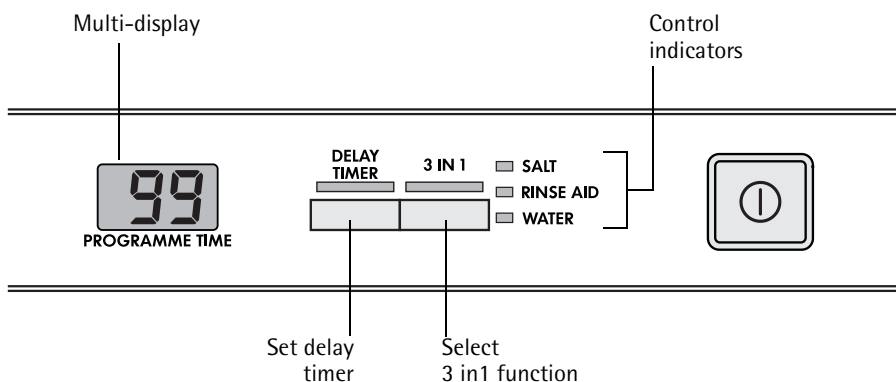 Multi-display
Control
indicators
DELAY
TIMER
3 IN 1
SALT
RINSE AID
WATER
99
PROGRAMME TIME
Set delay
timer
Select
3 in1 function